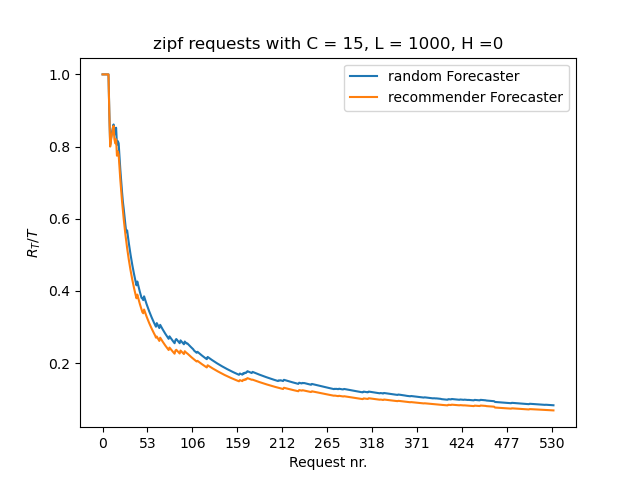 zipf requests with C = 15, L = 1000, H =0
random Forecaster
recommender Forecaster
1.0
0.8
0.6
0.4
0.2
R_T/T
0 53 106 159 212 265 318 371 424 477 530
Request nr.